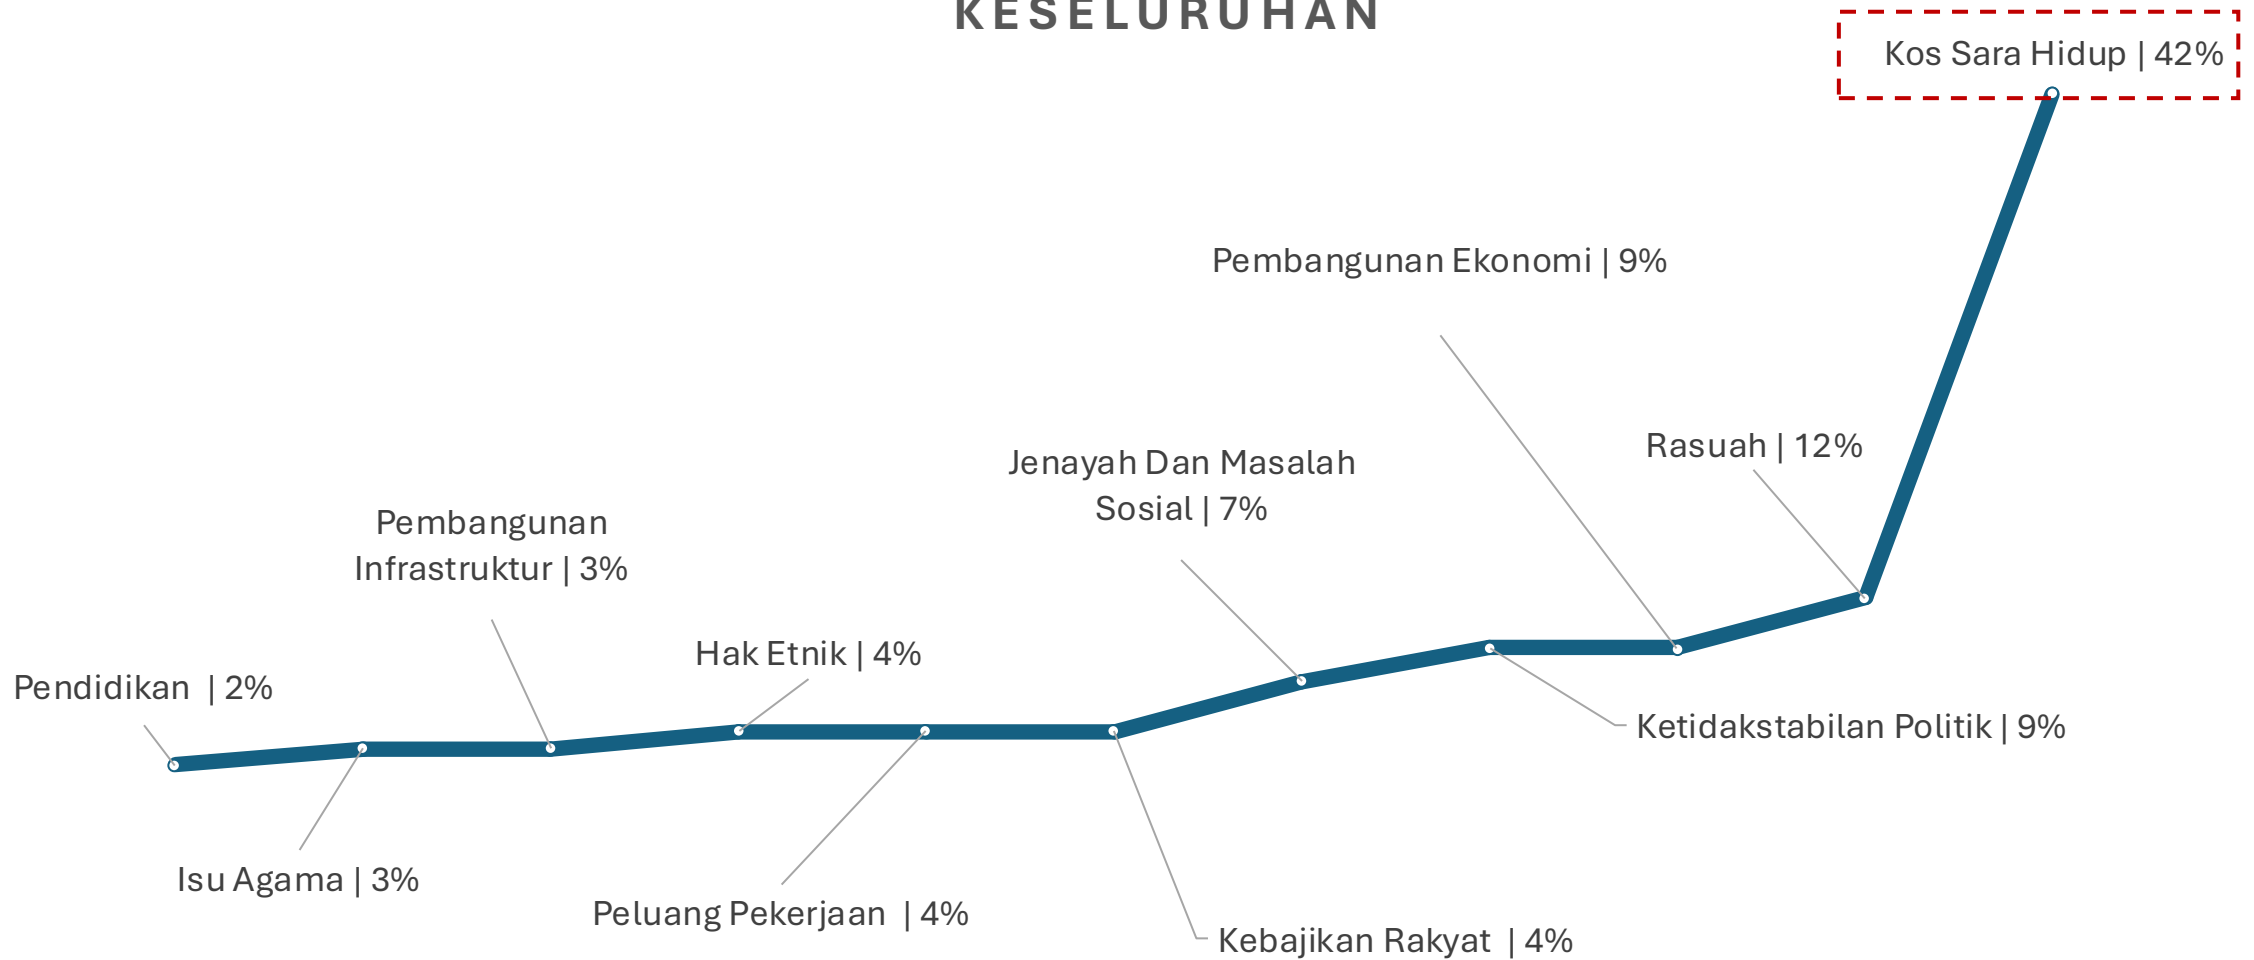 KESELURUHAN
Kos Sara Hidup | 42%
Pembangunan Ekonomi | 9%
Rasuah | 12%
Jenayah Dan Masalah
Sosial | 7%
Pembangunan
Infrastruktur | 3%
Hak Etnik | 4%
Pendidikan | 2%
Ketidakstabilan Politik | 9%
Isu Agama | 3%
Peluang Pekerjaan | 4%
Kebajikan Rakyat | 4%